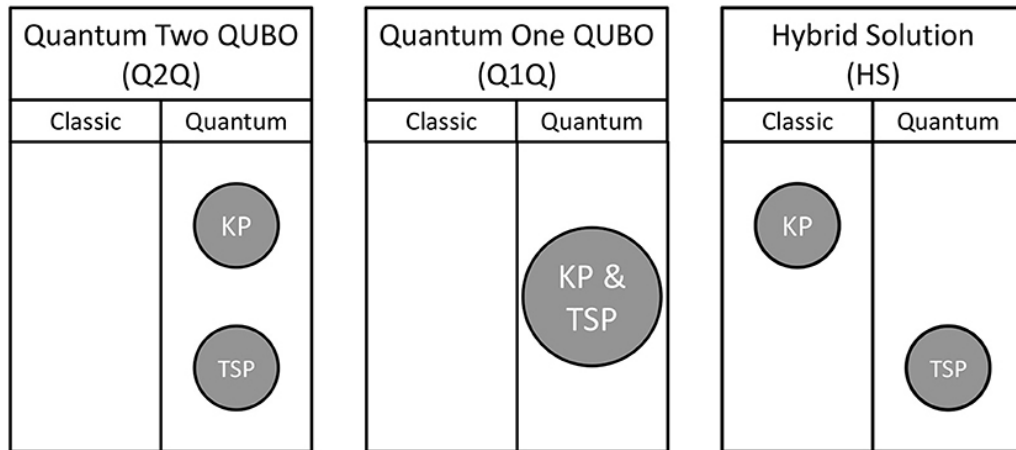 Quantum Two QUBO
(Q2Q)
Classic
Quantum
KP
TSP
Quantum One QUBO
(Q1Q)
Classic
Quantum
KP &
TSP
Hybrid Solution
(HS)
Classic
Quantum
KP
TSP